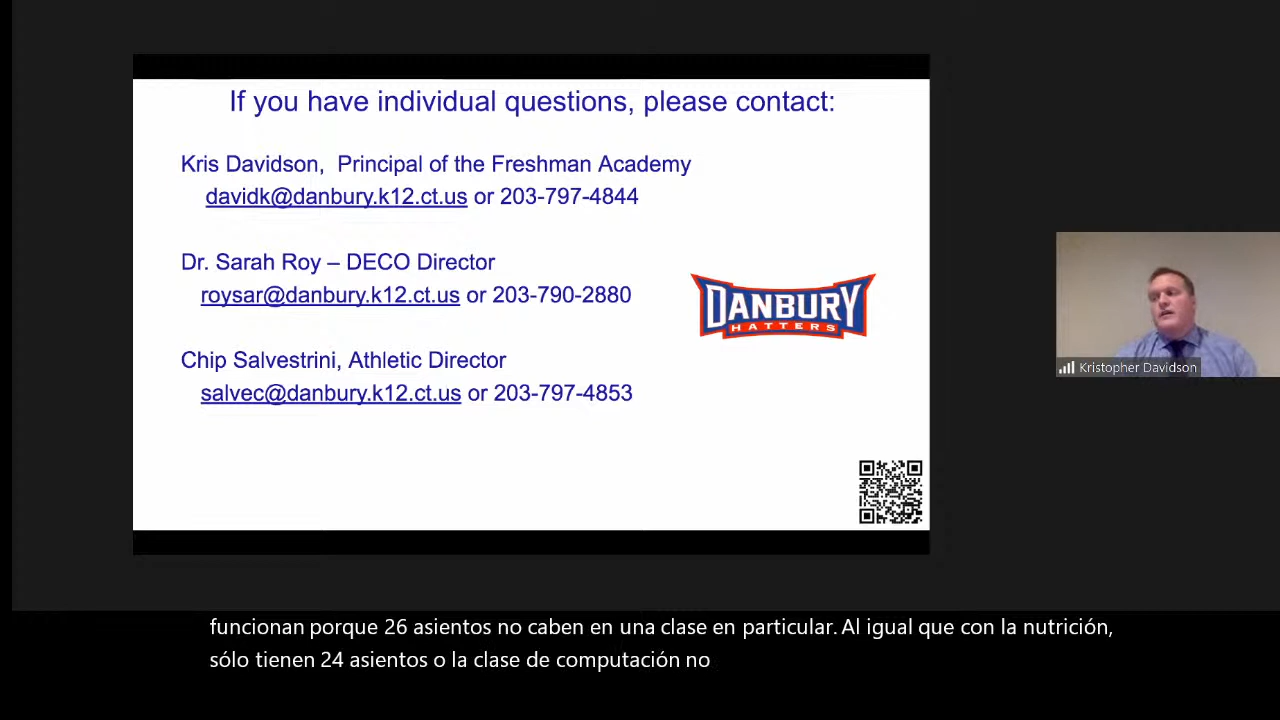 If you have individual questions, please contact:
Kris Davidson, Principal of the Freshman Academy
davidk@danbury.k12.ct.us or 203-797-4844
Dr. Sarah Roy – DECO Director
roysar@danbury.k12.ct.us or 203-790-2880
DANBURY
HATTERS
Chip Salvestrini, Athletic Director
salvec@danbury.k12.ct.us or 203-797-4853
Kristopher Davidson
funcionan porque 26 asientos no caben en una clase en particular. Al igual que con la nutrición,
sólo tienen 24 asientos o la clase de computación no